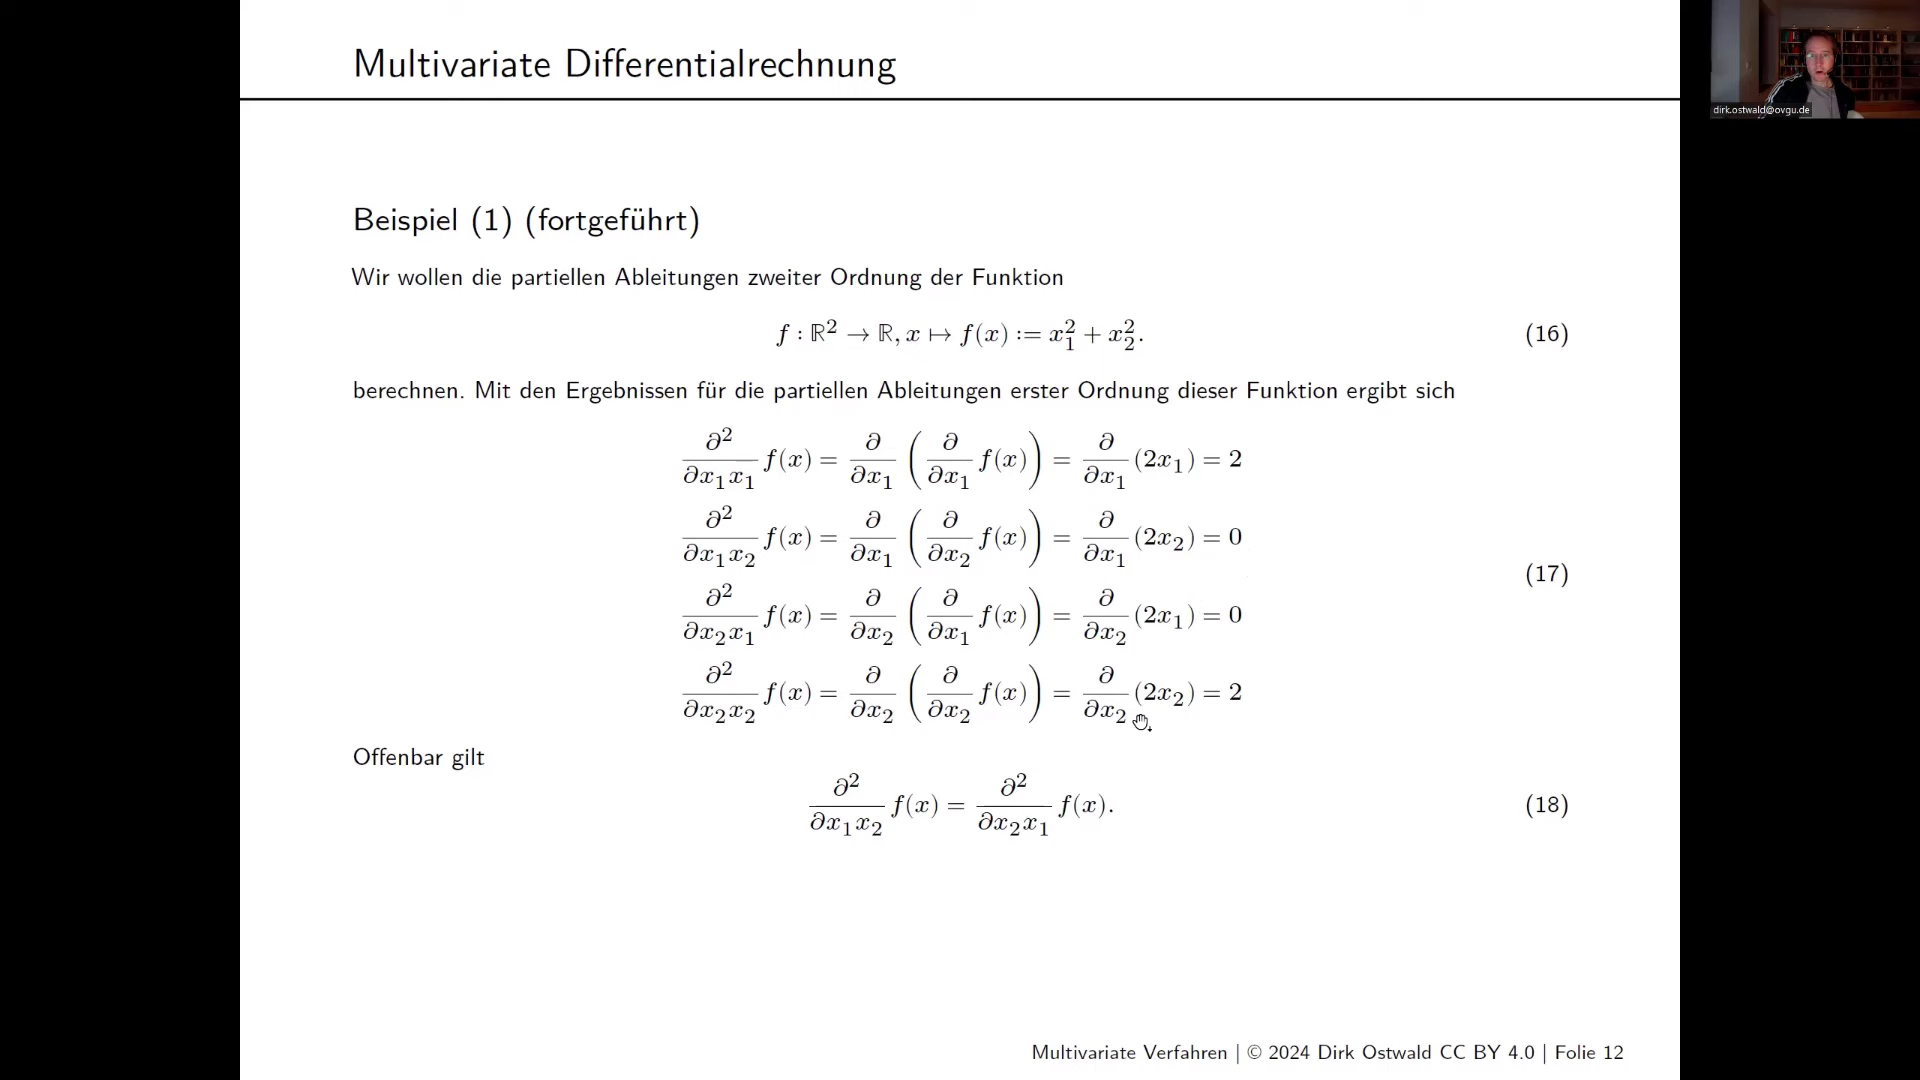 Multivariate Differentialrechnung
dirk.ostwald@ovgu.de
Beispiel (1) (fortgeführt)
Wir wollen die partiellen Ableitungen zweiter Ordnung der Funktion
f : ℝ² → ℝ, x ↦ f(x) := x₁² + x₂². (16)
berechnen. Mit den Ergebnissen für die partiellen Ableitungen erster Ordnung dieser Funktion ergibt sich
∂²/∂x₁x₁ f(x) = ∂/∂x₁ (∂/∂x₁ f(x)) = ∂/∂x₁ (2x₁) = 2
∂²/∂x₁x₂ f(x) = ∂/∂x₁ (∂/∂x₂ f(x)) = ∂/∂x₁ (2x₂) = 0
(17)
∂²/∂x₂x₁ f(x) = ∂/∂x₂ (∂/∂x₁ f(x)) = ∂/∂x₂ (2x₁) = 0
∂²/∂x₂x₂ f(x) = ∂/∂x₂ (∂/∂x₂ f(x)) = ∂/∂x₂ (2x₂) = 2
Offenbar gilt
∂²/∂x₁x₂ f(x) = ∂²/∂x₂x₁ f(x). (18)
Multivariate Verfahren | © 2024 Dirk Ostwald CC BY 4.0 | Folie 12